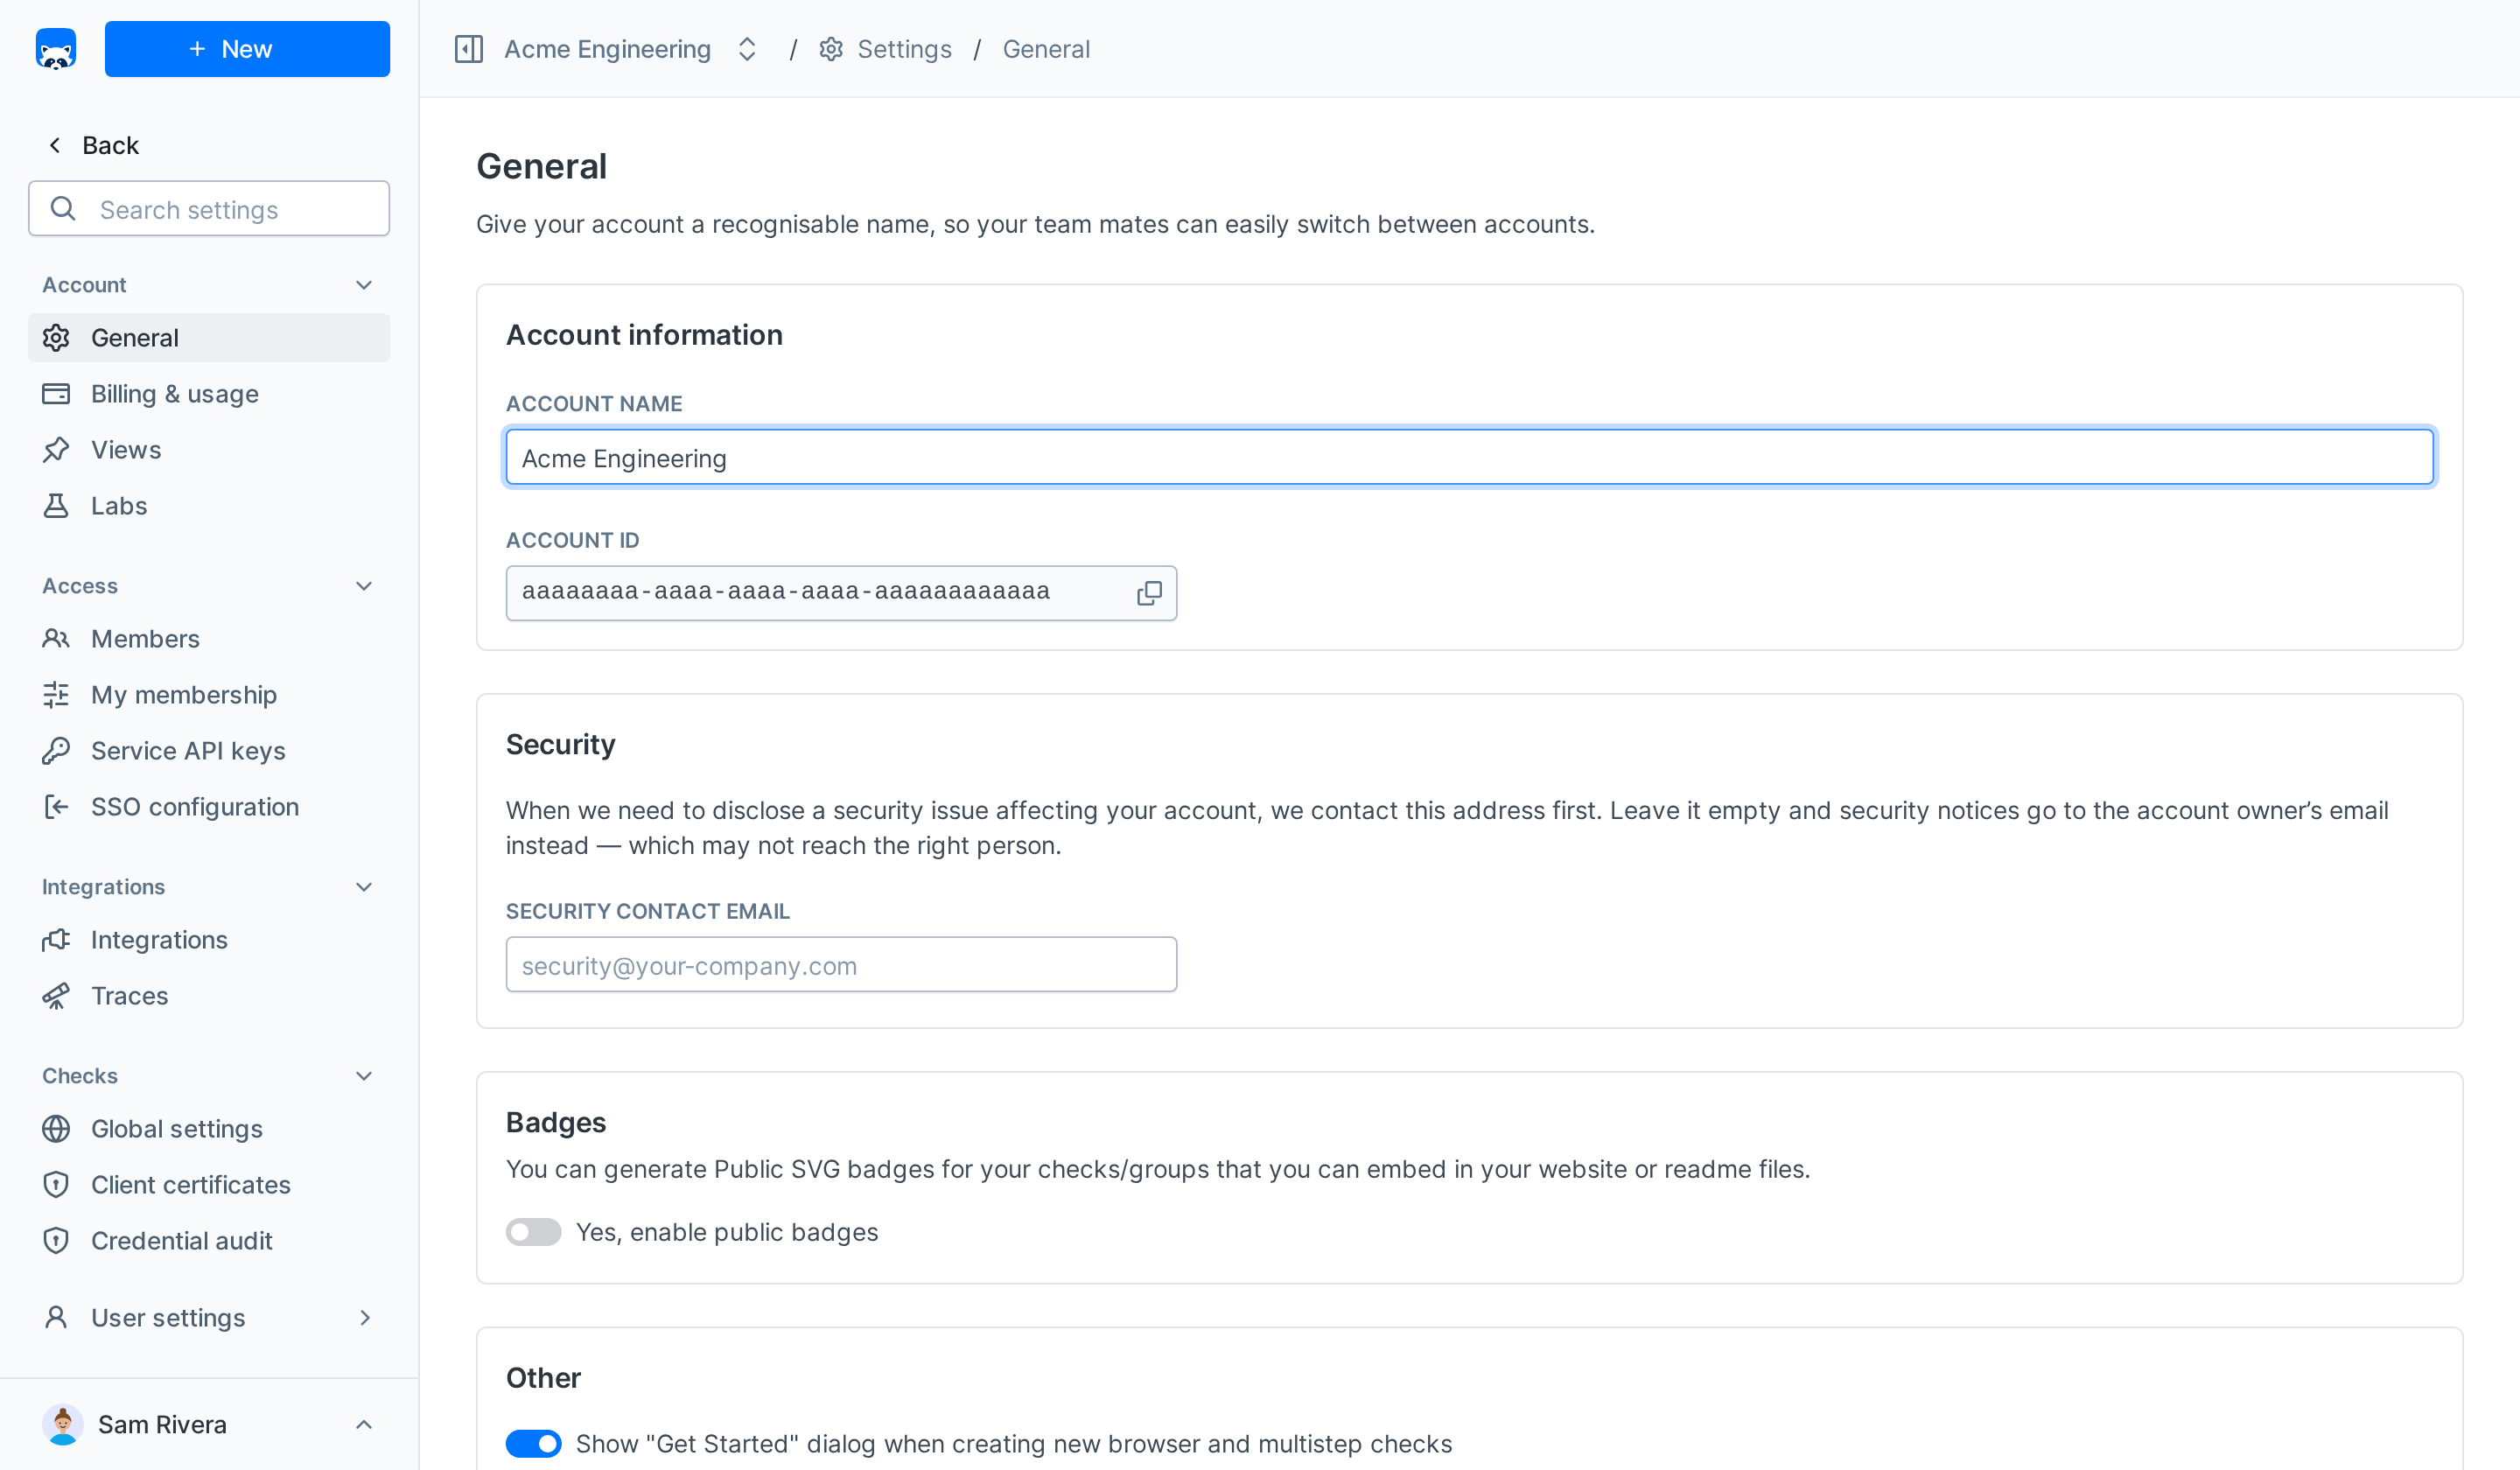 + New
Acme Engineering / Settings / General
Back
Search settings
Account
General
Billing & usage
Views
Labs
Access
Members
My membership
Service API keys
SSO configuration
Integrations
Integrations
Traces
Checks
Global settings
Client certificates
Credential audit
User settings
Sam Rivera
General
Give your account a recognisable name, so your team mates can easily switch between accounts.
Account information
ACCOUNT NAME
Acme Engineering
ACCOUNT ID
aaaaaaaa-aaaa-aaaa-aaaa-aaaaaaaaaaaa
Security
When we need to disclose a security issue affecting your account, we contact this address first. Leave it empty and security notices go to the account owner’s email
instead — which may not reach the right person.
SECURITY CONTACT EMAIL
security@your-company.com
Badges
You can generate Public SVG badges for your checks/groups that you can embed in your website or readme files.
Yes, enable public badges
Other
Show "Get Started" dialog when creating new browser and multistep checks